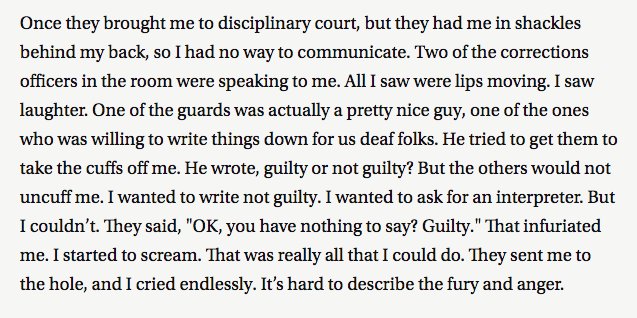 Once they brought me to disciplinary court, but they had me in shackles
behind my back, so I had no way to communicate. Two of the corrections
officers in the room were speaking to me. All I saw were lips moving. I saw
laughter. One of the guards was actually a pretty nice guy, one of the ones
who was willing to write things down for us deaf folks. He tried to get them to
take the cuffs off me. He wrote, guilty or not guilty? But the others would not
uncuff me. I wanted to write not guilty. I wanted to ask for an interpreter. But
I couldn’t. They said, "OK, you have nothing to say? Guilty." That infuriated
me. I started to scream. That was really all that I could do. They sent me to
the hole, and I cried endlessly. It’s hard to describe the fury and anger.